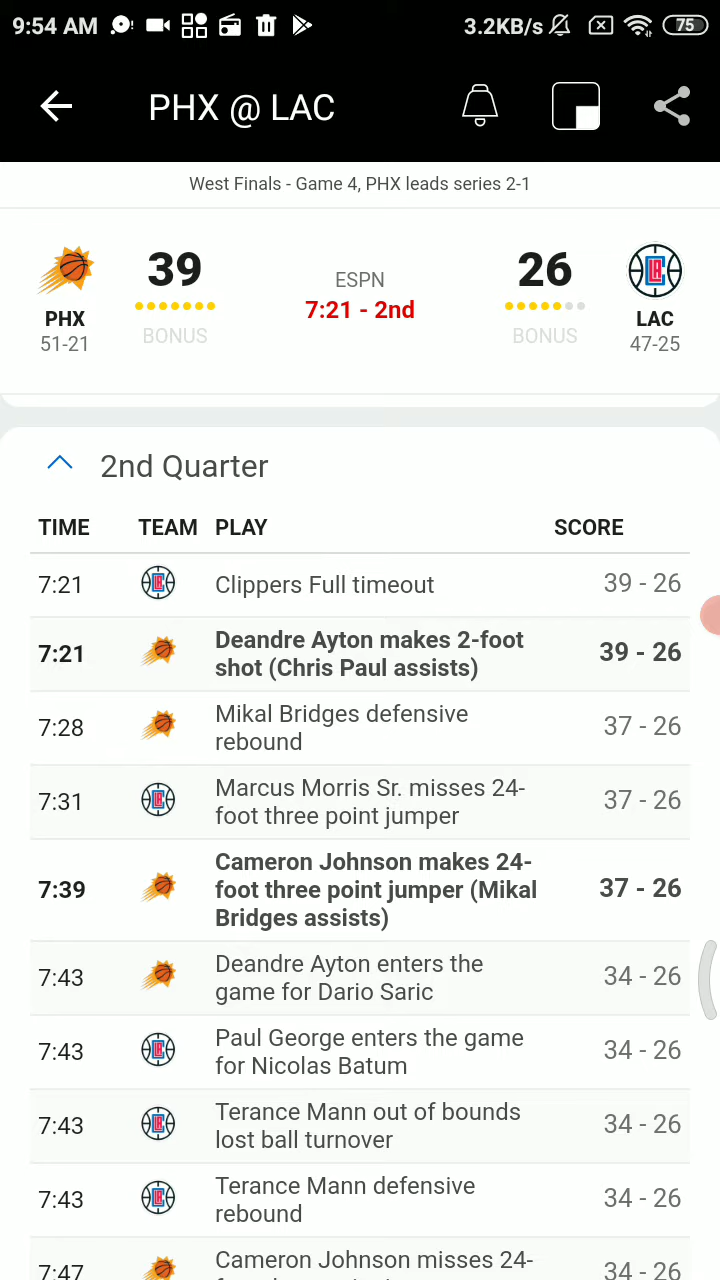 9:54 AM 3.2KB/s 75
PHX @ LAC
West Finals - Game 4, PHX leads series 2-1
39 26
ESPN
7:21 - 2nd
PHX LAC
51-21 47-25
BONUS BONUS
2nd Quarter
TIME TEAM PLAY SCORE
7:21 Clippers Full timeout 39 - 26
7:21 Deandre Ayton makes 2-foot 39 - 26
shot (Chris Paul assists)
7:28 Mikal Bridges defensive 37 - 26
rebound
7:31 Marcus Morris Sr. misses 24- 37 - 26
foot three point jumper
Cameron Johnson makes 24-
7:39 foot three point jumper (Mikal 37 - 26
Bridges assists)
7:43 Deandre Ayton enters the 34 - 26
game for Dario Saric
7:43 Paul George enters the game 34 - 26
for Nicolas Batum
7:43 Terance Mann out of bounds 34 - 26
lost ball turnover
7:43 Terance Mann defensive 34 - 26
rebound
7:47 Cameron Johnson misses 24- 34 - 26